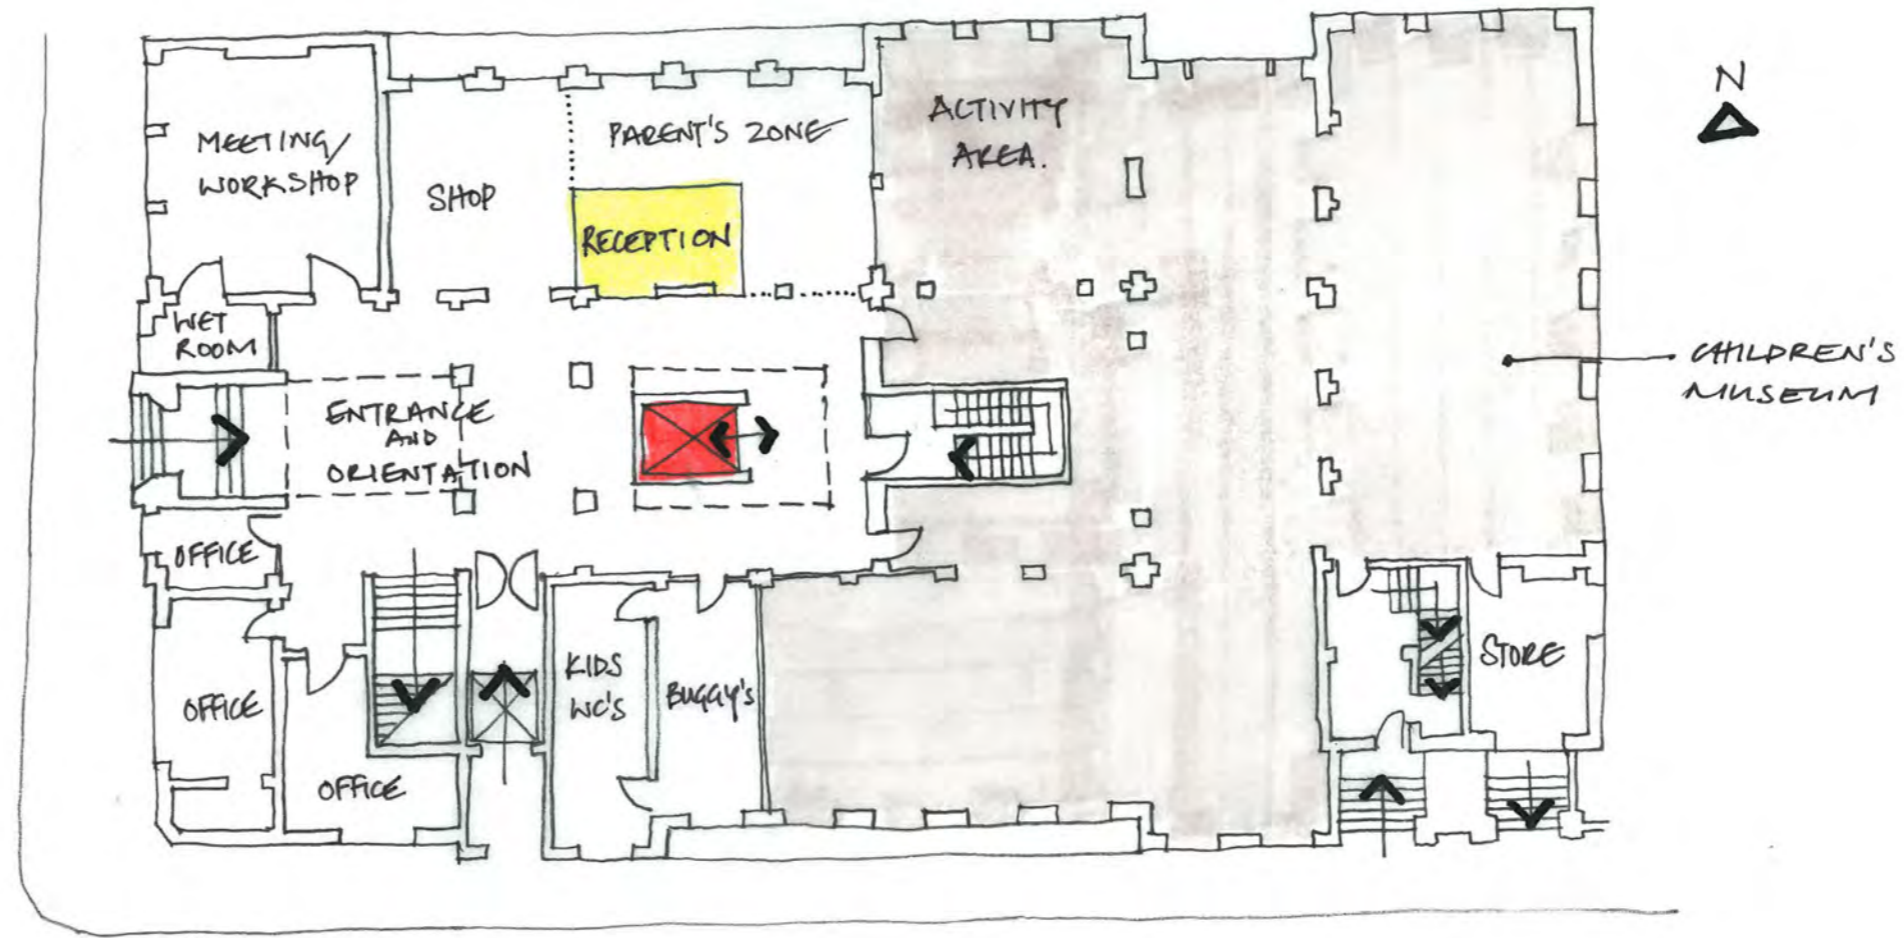 N
MEETING/
WORKSHOP
SHOP
PARENT'S ZONE
RECEPTION
ACTIVITY
AREA.
WET
ROOM
ENTRANCE
AND
ORIENTATION
CHILDREN'S
MUSEUM
OFFICE
OFFICE
OFFICE
KIDS
WC'S
BUGGY'S
STORE